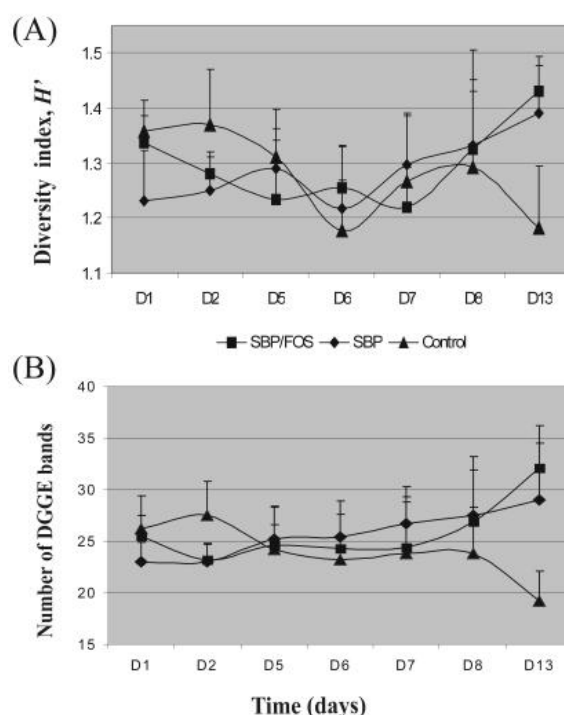 (A)
Diversity index, H'
1.5
1.4
1.3
1.2
1.1
D1 D2 D5 D6 D7 D8 D13
SBP/FOS SBP Control
(B)
Number of DGGE bands
40
35
30
25
20
15
D1 D2 D5 D6 D7 D8 D13
Time (days)